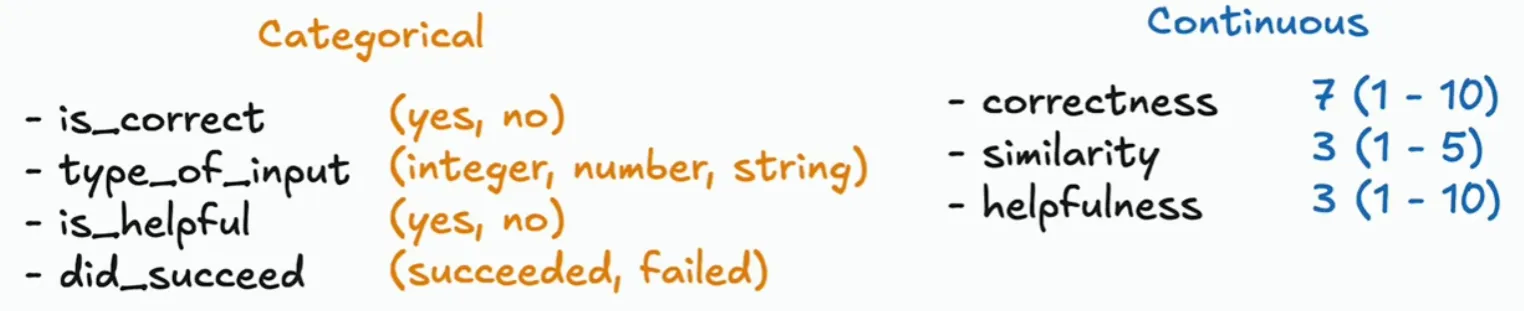 Categorical
- is_correct (yes, no)
- type_of_input (integer, number, string)
- is_helpful (yes, no)
- did_succeed (succeeded, failed)
Continuous
- correctness 7 (1 - 10)
- similarity 3 (1 - 5)
- helpfulness 3 (1 - 10)